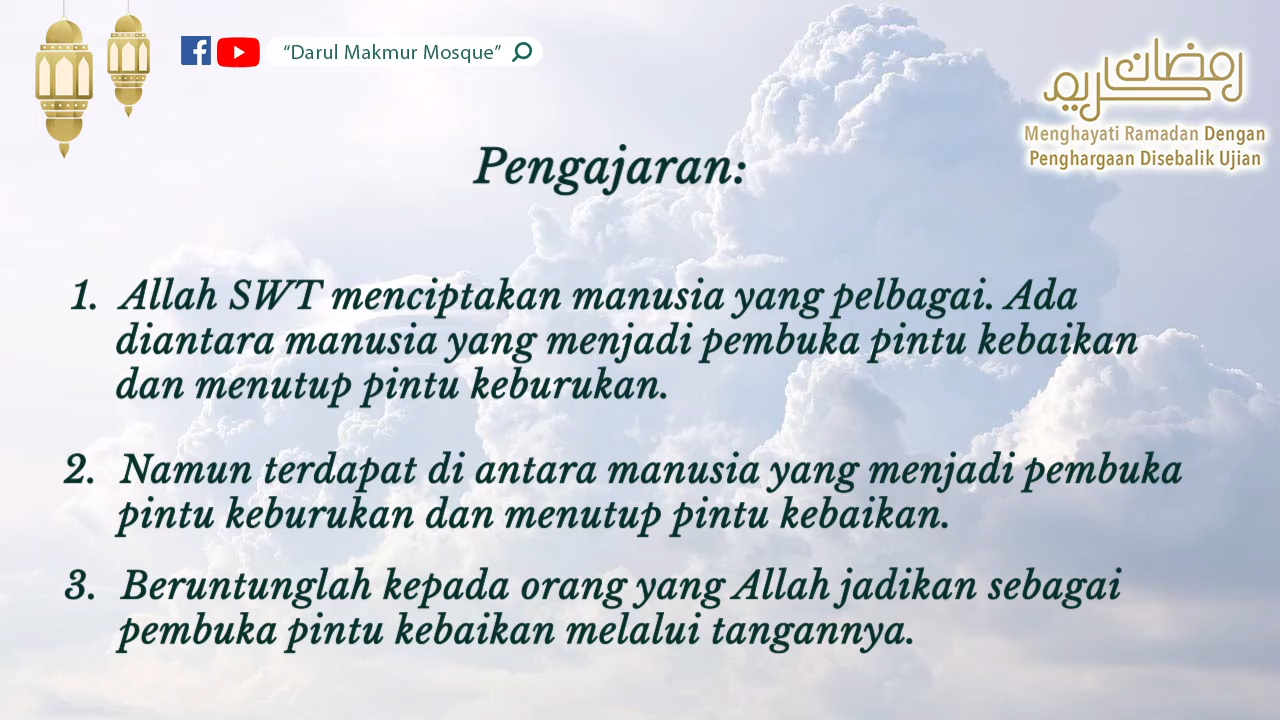 “Darul Makmur Mosque”
رمضان كريم
Menghayati Ramadan Dengan
Penghargaan Disebalik Ujian
Pengajaran:
1. Allah SWT menciptakan manusia yang pelbagai. Ada
diantara manusia yang menjadi pembuka pintu kebaikan
dan menutup pintu keburukan.
2. Namun terdapat di antara manusia yang menjadi pembuka
pintu keburukan dan menutup pintu kebaikan.
3. Beruntunglah kepada orang yang Allah jadikan sebagai
pembuka pintu kebaikan melalui tangannya.